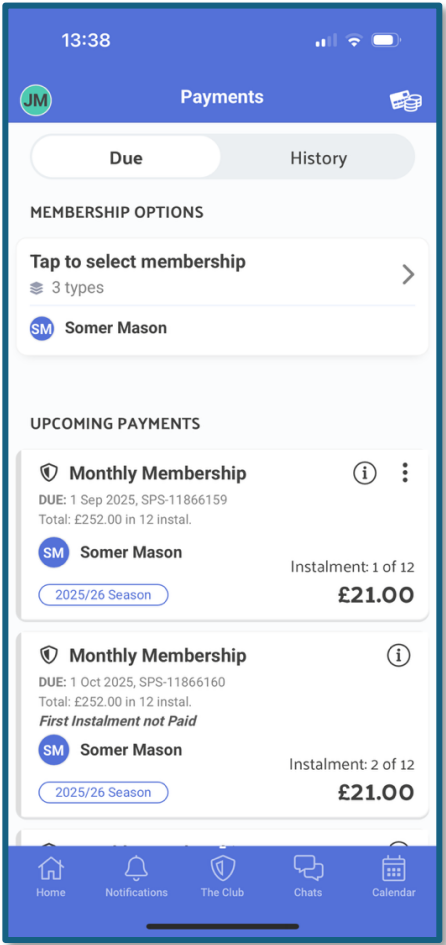 13:38
JM
Payments
Due
History
MEMBERSHIP OPTIONS
Tap to select membership
3 types
SM Somer Mason
UPCOMING PAYMENTS
Monthly Membership
DUE: 1 Sep 2025, SPS-11866159
Total: £252.00 in 12 instal.
SM Somer Mason
Instalment: 1 of 12
2025/26 Season
£21.00
Monthly Membership
DUE: 1 Oct 2025, SPS-11866160
Total: £252.00 in 12 instal.
First Instalment not Paid
SM Somer Mason
Instalment: 2 of 12
2025/26 Season
£21.00
Home
Notifications
The Club
Chats
Calendar